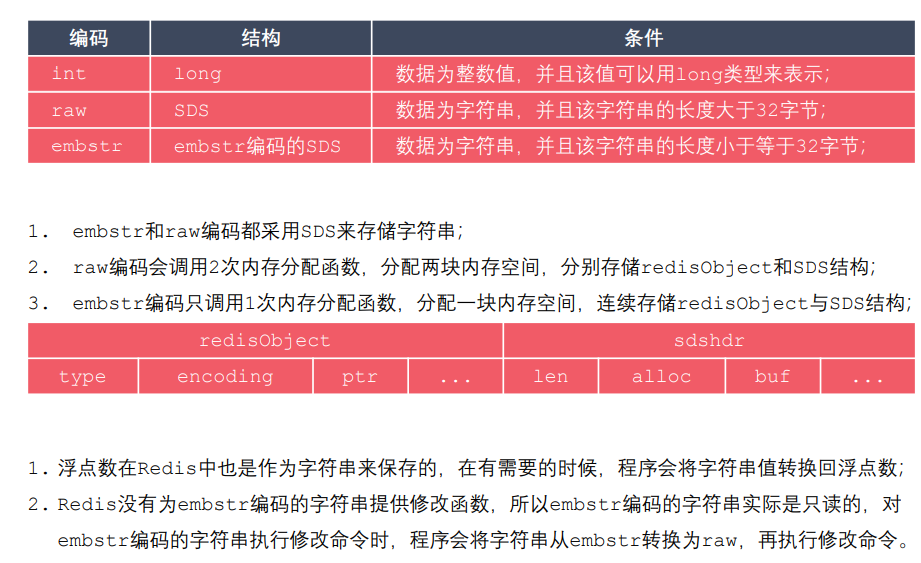 编码 结构 条件
int long 数据为整数值，并且该值可以用long类型来表示；
raw SDS 数据为字符串，并且该字符串的长度大于32字节；
embstr embstr编码的SDS 数据为字符串，并且该字符串的长度小于等于32字节；
1. embstr和raw编码都采用SDS来存储字符串；
2. raw编码会调用2次内存分配函数，分配两块内存空间，分别存储redisObject和SDS结构；
3. embstr编码只调用1次内存分配函数，分配一块内存空间，连续存储redisObject与SDS结构；
redisObject sdshdr
type encoding ptr ... len alloc buf ...
1. 浮点数在Redis中也是作为字符串来保存的，在有需要的时候，程序会将字符串值转换回浮点数；
2. Redis没有为embstr编码的字符串提供修改函数，所以embstr编码的字符串实际是只读的，对
embstr编码的字符串执行修改命令时，程序会将字符串从embstr转换为raw，再执行修改命令。